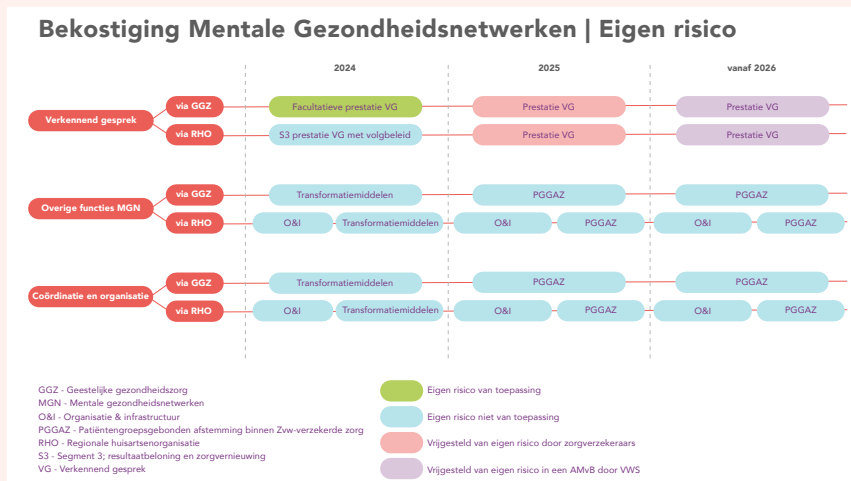 Bekostiging Mentale Gezondheidsnetwerken | Eigen risico
2024 2025 vanaf 2026
Verkennend gesprek
via GGZ Facultatieve prestatie VG Prestatie VG Prestatie VG
via RHO S3 prestatie VG met volgbeleid Prestatie VG Prestatie VG
Overige functies MGN
via GGZ Transformatiemiddelen PGGAZ PGGAZ
via RHO O&I Transformatiemiddelen O&I PGGAZ O&I PGGAZ
Coördinatie en organisatie
via GGZ Transformatiemiddelen PGGAZ PGGAZ
via RHO O&I Transformatiemiddelen O&I PGGAZ O&I PGGAZ
GGZ - Geestelijke gezondheidszorg
MGN - Mentale gezondheidsnetwerken
O&I - Organisatie & infrastructuur
PGGAZ - Patiëntengroepsgebonden afstemming binnen Zvw-verzekerde zorg
RHO - Regionale huisartsenorganisatie
S3 - Segment 3; resultaatbeloning en zorgvernieuwing
VG - Verkennend gesprek
Eigen risico van toepassing
Eigen risico niet van toepassing
Vrijgesteld van eigen risico door zorgverzekeraars
Vrijgesteld van eigen risico in een AMvB door VWS